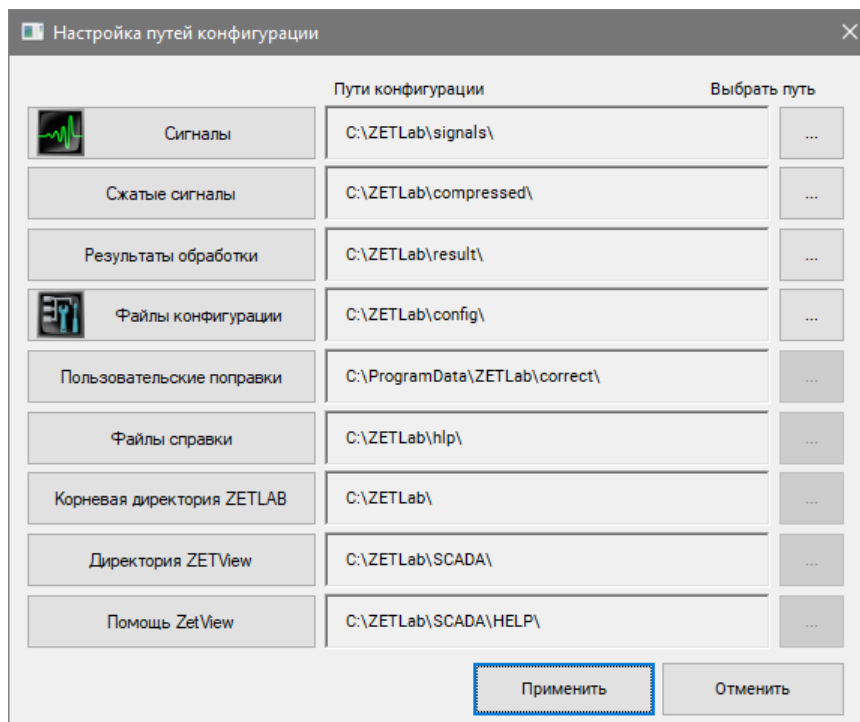 Настройка путей конфигурации
Пути конфигурации Выбрать путь
Сигналы C:\ZETLab\signals\ ...
Сжатые сигналы C:\ZETLab\compressed\ ...
Результаты обработки C:\ZETLab\result\ ...
Файлы конфигурации C:\ZETLab\config\ ...
Пользовательские поправки C:\ProgramData\ZETLab\correct\ ...
Файлы справки C:\ZETLab\hlp\ ...
Корневая директория ZETLAB C:\ZETLab\ ...
Директория ZETView C:\ZETLab\SCADA\ ...
Помощь ZetView C:\ZETLab\SCADA\HELP\ ...
Применить Отменить